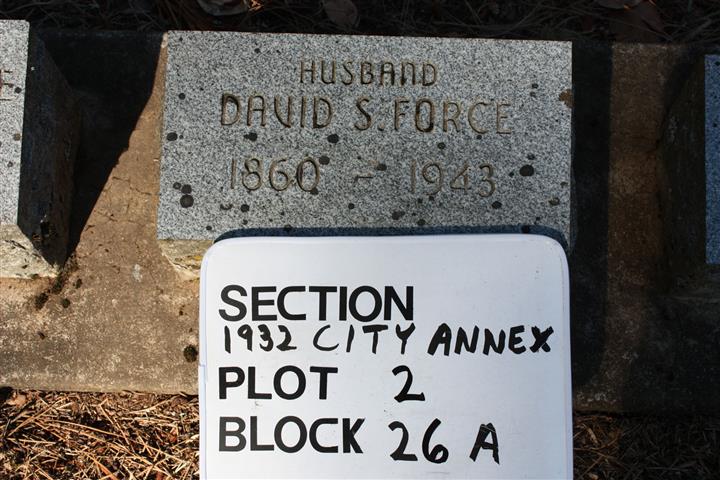 HUSBAND
DAVID S. FORCE
1860 - 1943
SECTION
1932 CITY ANNEX
PLOT 2
BLOCK 26 A